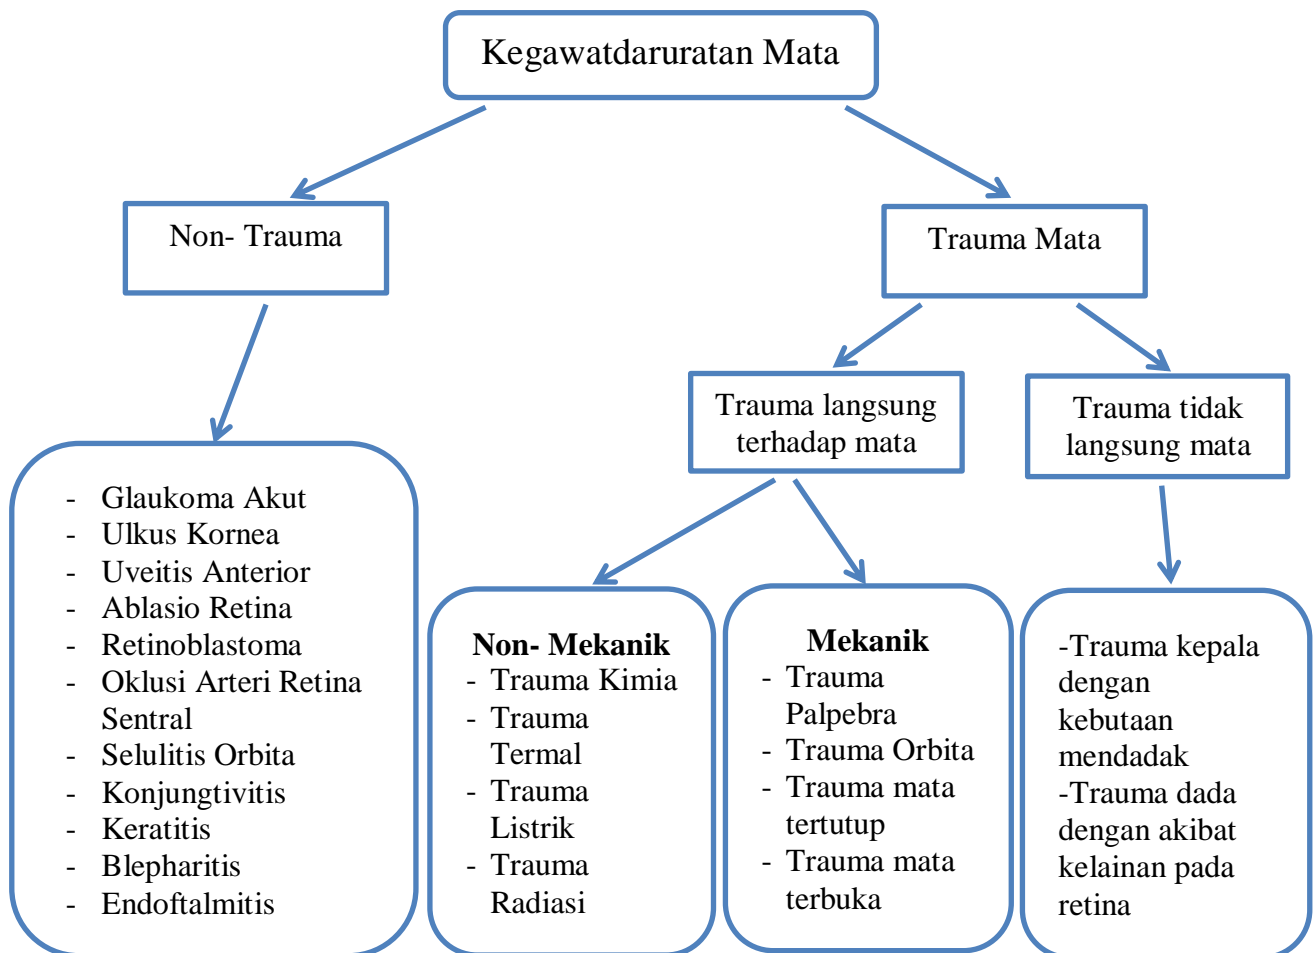 Kegawatdaruratan Mata
Non- Trauma
Trauma Mata
Trauma langsung
terhadap mata
Trauma tidak
langsung mata
- Glaukoma Akut
- Ulkus Kornea
- Uveitis Anterior
- Ablasio Retina
- Retinoblastoma
- Oklusi Arteri Retina
Sentral
- Selulitis Orbita
- Konjungtivitis
- Keratitis
- Blepharitis
- Endoftalmitis
Non- Mekanik
- Trauma Kimia
- Trauma
Termal
- Trauma
Listrik
- Trauma
Radiasi
Mekanik
- Trauma
Palpebra
- Trauma Orbita
- Trauma mata
tertutup
- Trauma mata
terbuka
-Trauma kepala
dengan
kebutaan
mendadak
-Trauma dada
dengan akibat
kelainan pada
retina